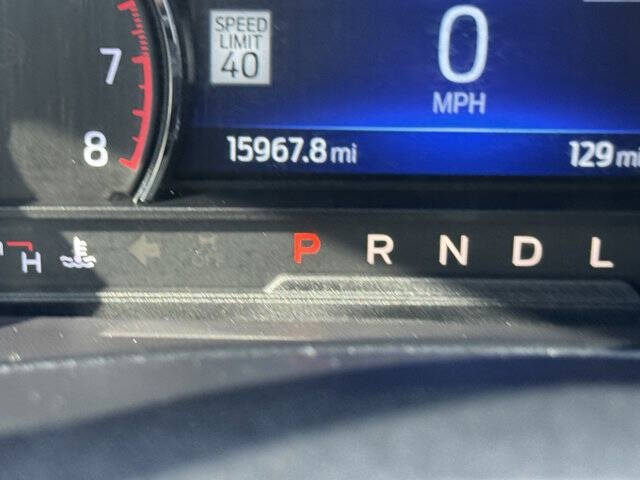 SPEED
LIMIT
40
0
MPH
7
8
15967.8 mi
129 mi
H
P R N D L